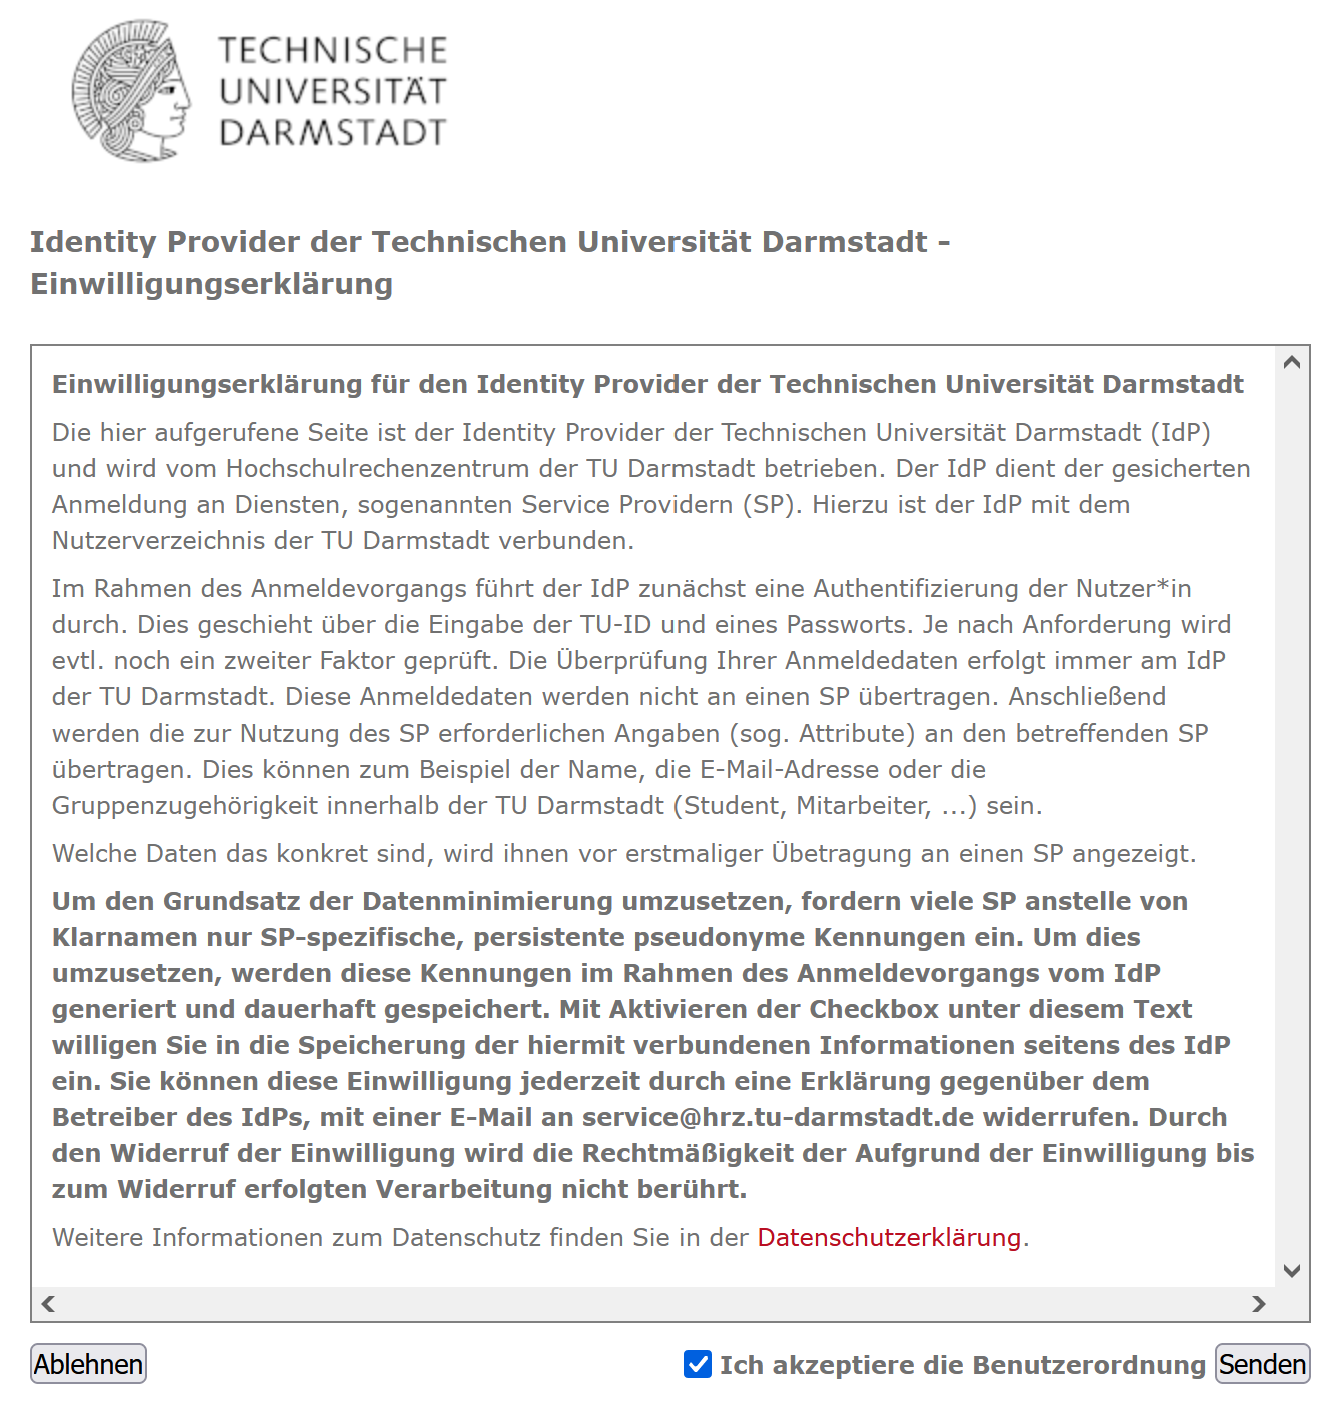 TECHNISCHE
UNIVERSITÄT
DARMSTADT
Identity Provider der Technischen Universität Darmstadt -
Einwilligungserklärung
Einwilligungserklärung für den Identity Provider der Technischen Universität Darmstadt
Die hier aufgerufene Seite ist der Identity Provider der Technischen Universität Darmstadt (IdP)
und wird vom Hochschulrechenzentrum der TU Darmstadt betrieben. Der IdP dient der gesicherten
Anmeldung an Diensten, sogenannten Service Providern (SP). Hierzu ist der IdP mit dem
Nutzerverzeichnis der TU Darmstadt verbunden.
Im Rahmen des Anmeldevorgangs führt der IdP zunächst eine Authentifizierung der Nutzer*in
durch. Dies geschieht über die Eingabe der TU-ID und eines Passworts. Je nach Anforderung wird
evtl. noch ein zweiter Faktor geprüft. Die Überprüfung Ihrer Anmeldedaten erfolgt immer am IdP
der TU Darmstadt. Diese Anmeldedaten werden nicht an einen SP übertragen. Anschließend
werden die zur Nutzung des SP erforderlichen Angaben (sog. Attribute) an den betreffenden SP
übertragen. Dies können zum Beispiel der Name, die E-Mail-Adresse oder die
Gruppenzugehörigkeit innerhalb der TU Darmstadt (Student, Mitarbeiter, ...) sein.
Welche Daten das konkret sind, wird ihnen vor erstmaliger Übetragung an einen SP angezeigt.
Um den Grundsatz der Datenminimierung umzusetzen, fordern viele SP anstelle von
Klarnamen nur SP-spezifische, persistente pseudonyme Kennungen ein. Um dies
umzusetzen, werden diese Kennungen im Rahmen des Anmeldevorgangs vom IdP
generiert und dauerhaft gespeichert. Mit Aktivieren der Checkbox unter diesem Text
willigen Sie in die Speicherung der hiermit verbundenen Informationen seitens des IdP
ein. Sie können diese Einwilligung jederzeit durch eine Erklärung gegenüber dem
Betreiber des IdPs, mit einer E-Mail an service@hrz.tu-darmstadt.de widerrufen. Durch
den Widerruf der Einwilligung wird die Rechtmäßigkeit der Aufgrund der Einwilligung bis
zum Widerruf erfolgten Verarbeitung nicht berührt.
Weitere Informationen zum Datenschutz finden Sie in der Datenschutzerklärung.
Ablehnen Ich akzeptiere die Benutzerordnung Senden